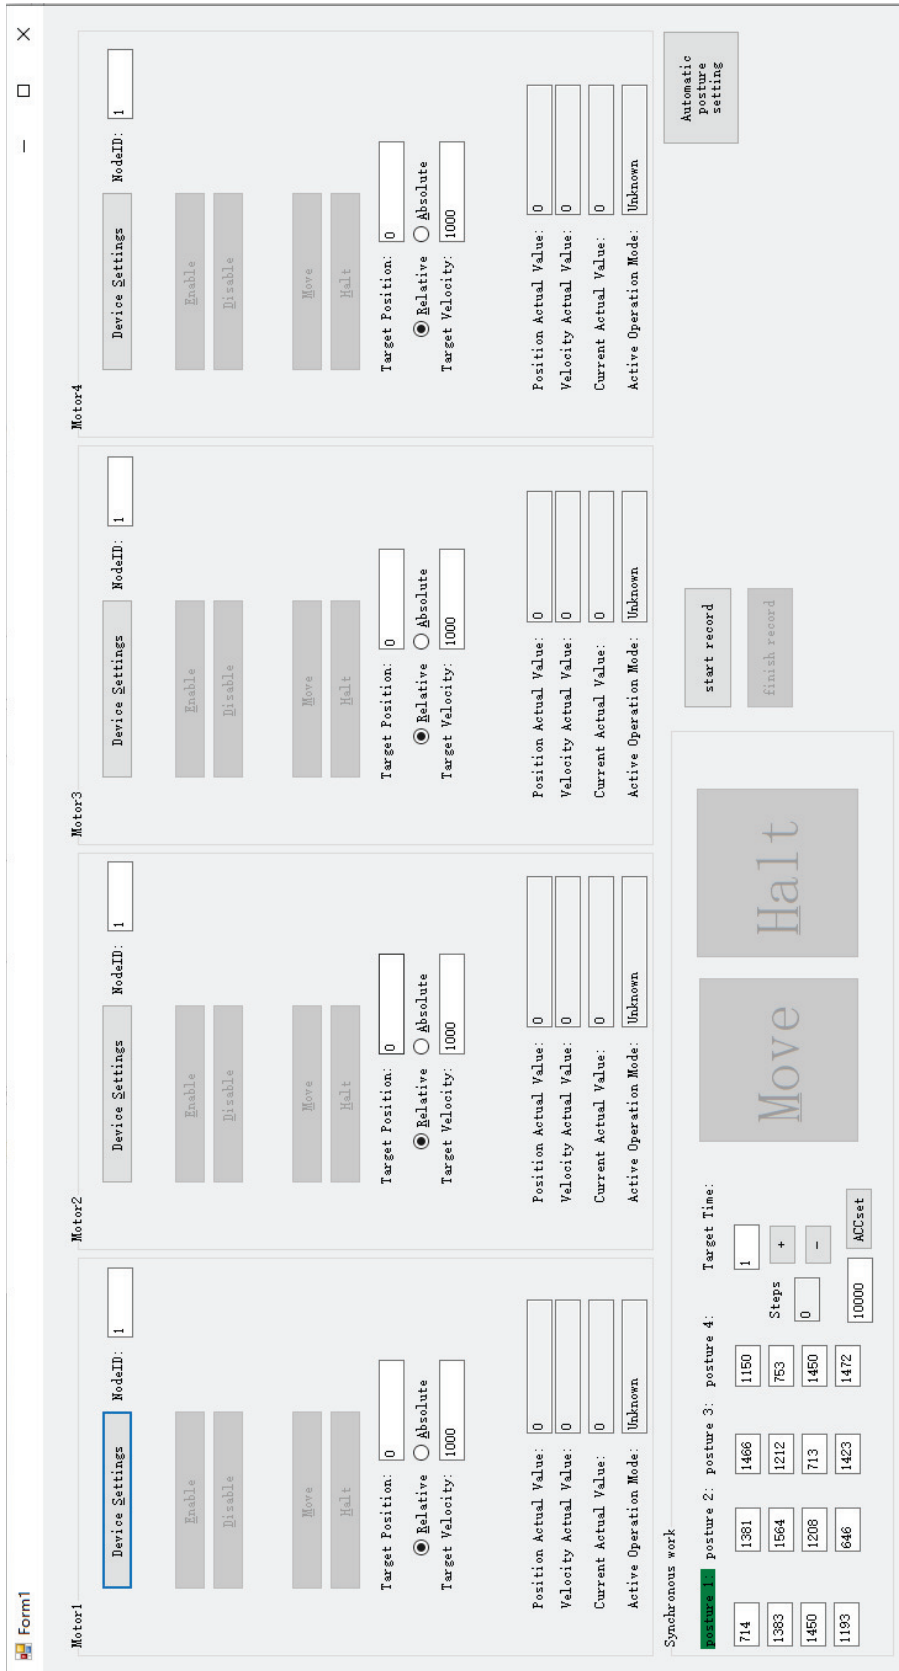 Form1
Motor1
Device Settings NodeID: 1
Enable
Disable
Move
Halt
Target Position: 0
Relative Absolute
Target Velocity: 1000
Position Actual Value: 0
Velocity Actual Value: 0
Current Actual Value: 0
Active Operation Mode: Unknown
Motor2
Device Settings NodeID: 1
Enable
Disable
Move
Halt
Target Position: 0
Relative Absolute
Target Velocity: 1000
Position Actual Value: 0
Velocity Actual Value: 0
Current Actual Value: 0
Active Operation Mode: Unknown
Motor3
Device Settings NodeID: 1
Enable
Disable
Move
Halt
Target Position: 0
Relative Absolute
Target Velocity: 1000
Position Actual Value: 0
Velocity Actual Value: 0
Current Actual Value: 0
Active Operation Mode: Unknown
Motor4
Device Settings NodeID: 1
Enable
Disable
Move
Halt
Target Position: 0
Relative Absolute
Target Velocity: 1000
Position Actual Value: 0
Velocity Actual Value: 0
Current Actual Value: 0
Active Operation Mode: Unknown
Synchronous work
posture 1: posture 2: posture 3: posture 4: Target Time:
714 1381 1466 1150 1
1383 1564 1212 753 Steps +
1450 1208 713 1450 0 -
1193 646 1423 1472 10000 ACCset
Move
Halt
start record
finish record
Automatic
posture
setting